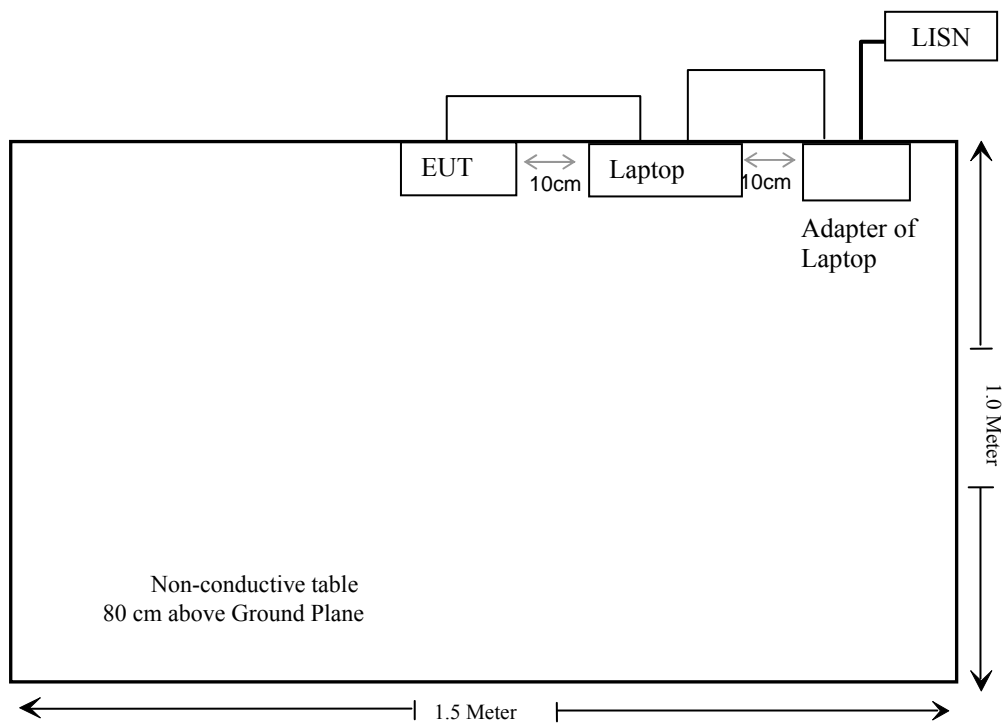 LISN
EUT
10cm
Laptop
10cm
Adapter of
Laptop
1.0 Meter
Non-conductive table
80 cm above Ground Plane
1.5 Meter